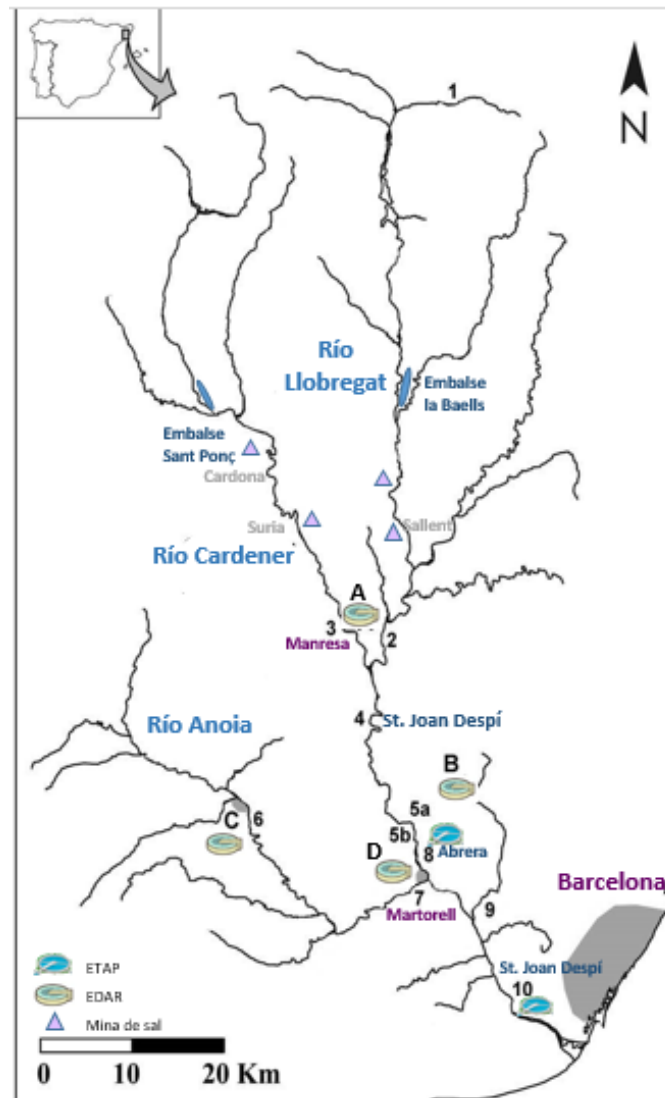 1
N
Río
Llobregat
Embalse
la Baells
Embalse
Sant Ponç
Cardona
Suria
Sallent
Río Cardener
A
3
2
Manresa
4
St. Joan Despí
Río Anoia
B
5a
C
6
5b
D
8
Abrera
7
Martorell
Barcelona
9
St. Joan Despí
10
ETAP
EDAR
Mina de sal
0 10 20 Km